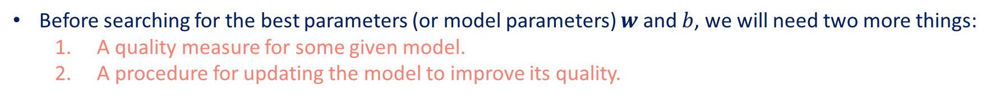 • Before searching for the best parameters (or model parameters) w and b, we will need two more things:
1. A quality measure for some given model.
2. A procedure for updating the model to improve its quality.